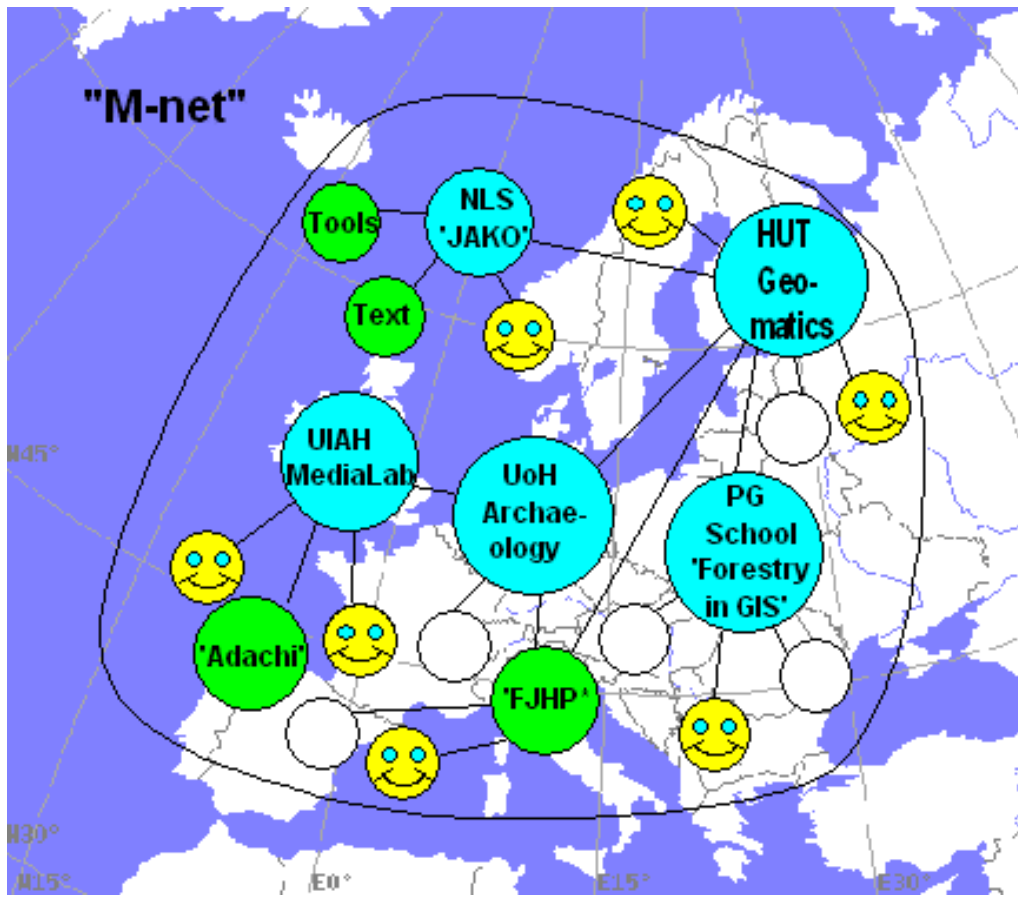 "M-net"
NLS
'JAKO'
Tools
HUT
Geo-
matics
Text
UIAH
MediaLab
UoH
Archae-
ology
PG
School
'Forestry
in GIS'
'Adachi'
'FJHP*
N45°
N30°
W15°
E0°
E15°
E30°